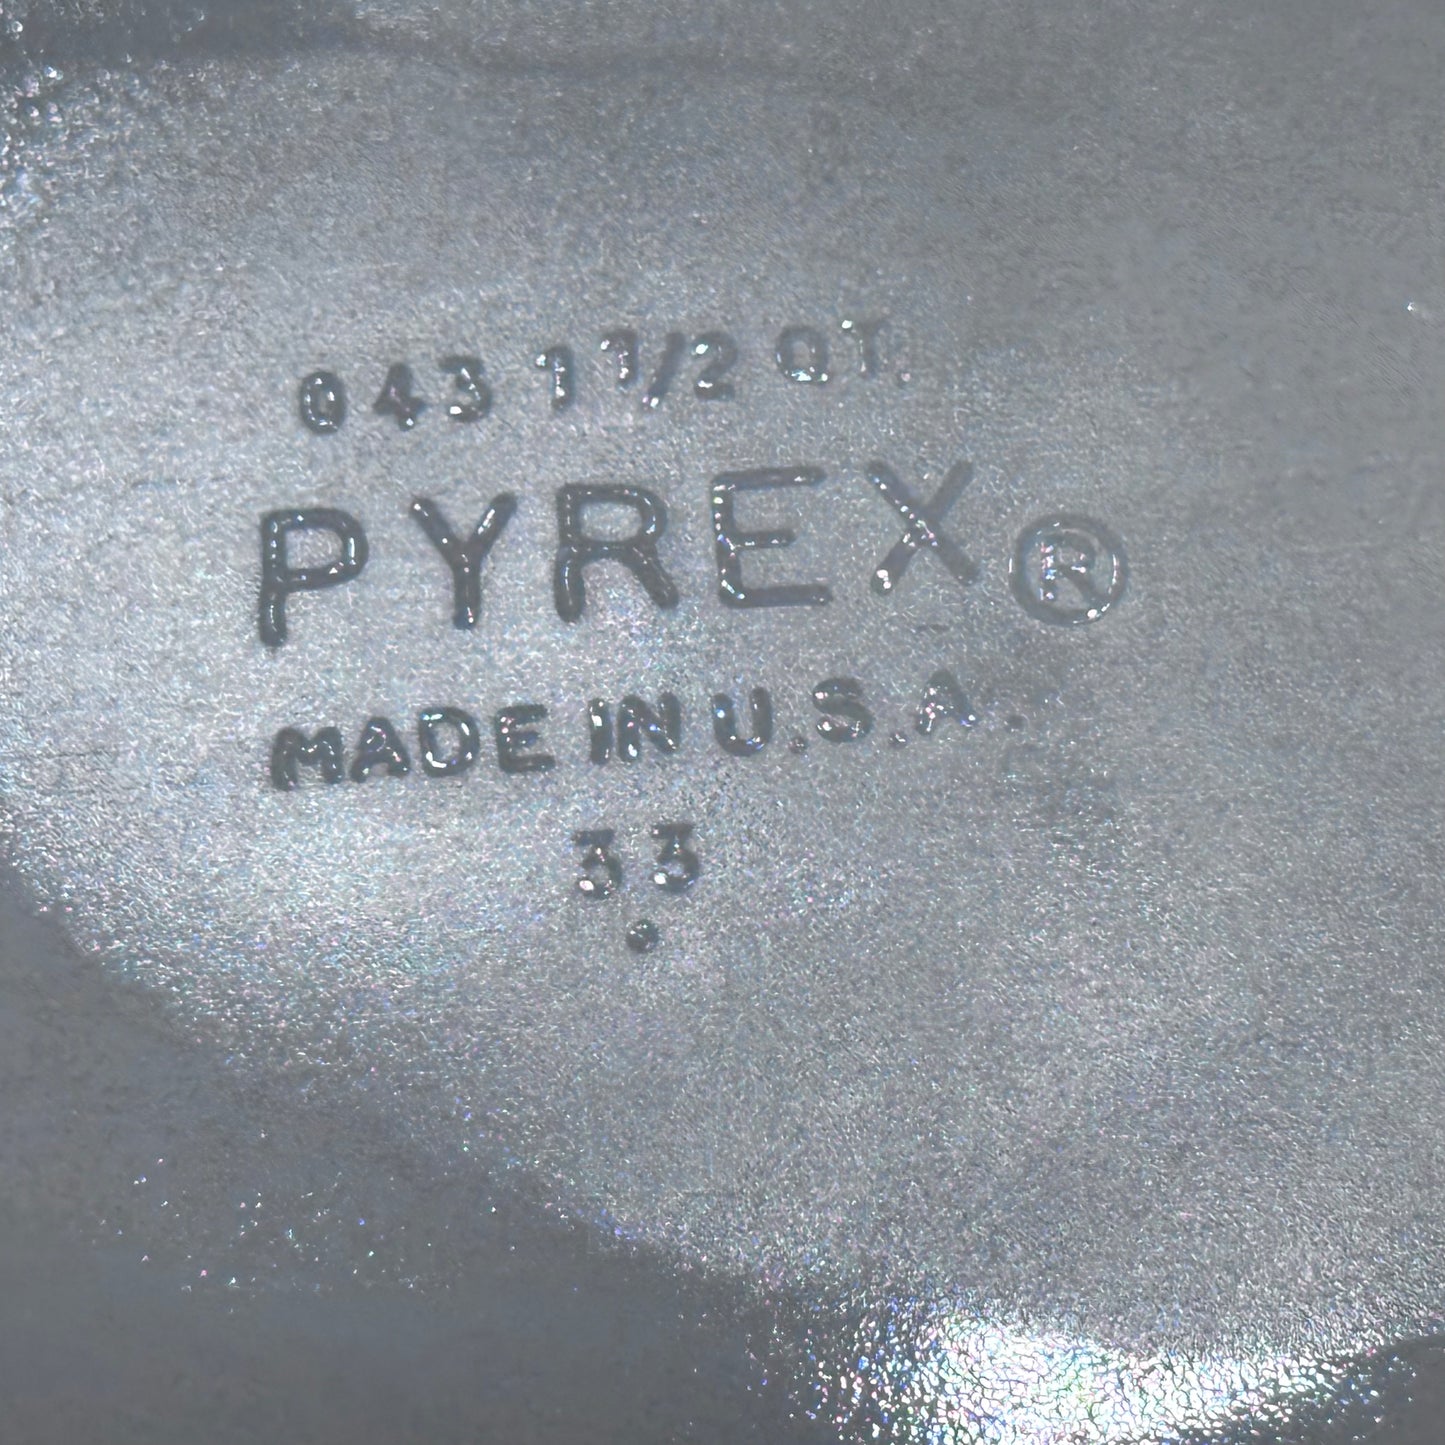 043 1 1/2 QT.
PYREX®
MADE IN U.S.A.
33